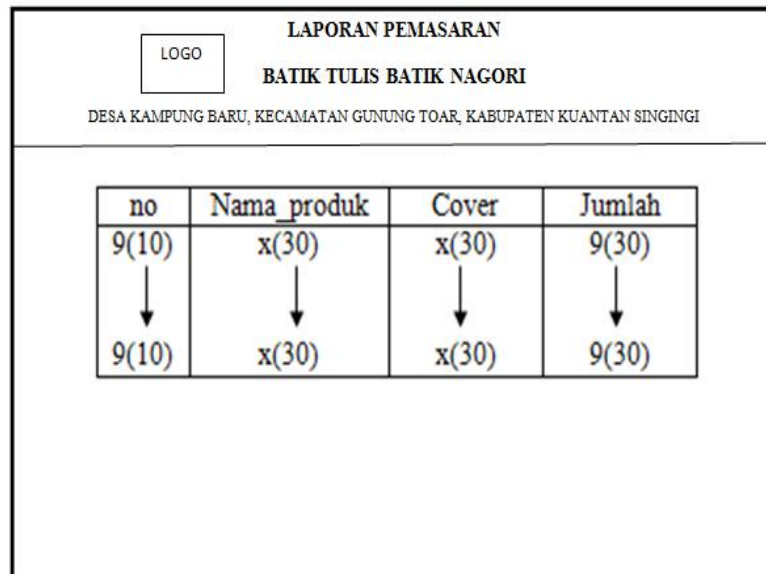 LAPORAN PEMASARAN
LOGO
BATIK TULIS BATIK NAGORI
DESA KAMPUNG BARU, KECAMATAN GUNUNG TOAR, KABUPATEN KUANTAN SINGINGI
no Nama_produk Cover Jumlah
9(10) x(30) x(30) 9(30)
9(10) x(30) x(30) 9(30)